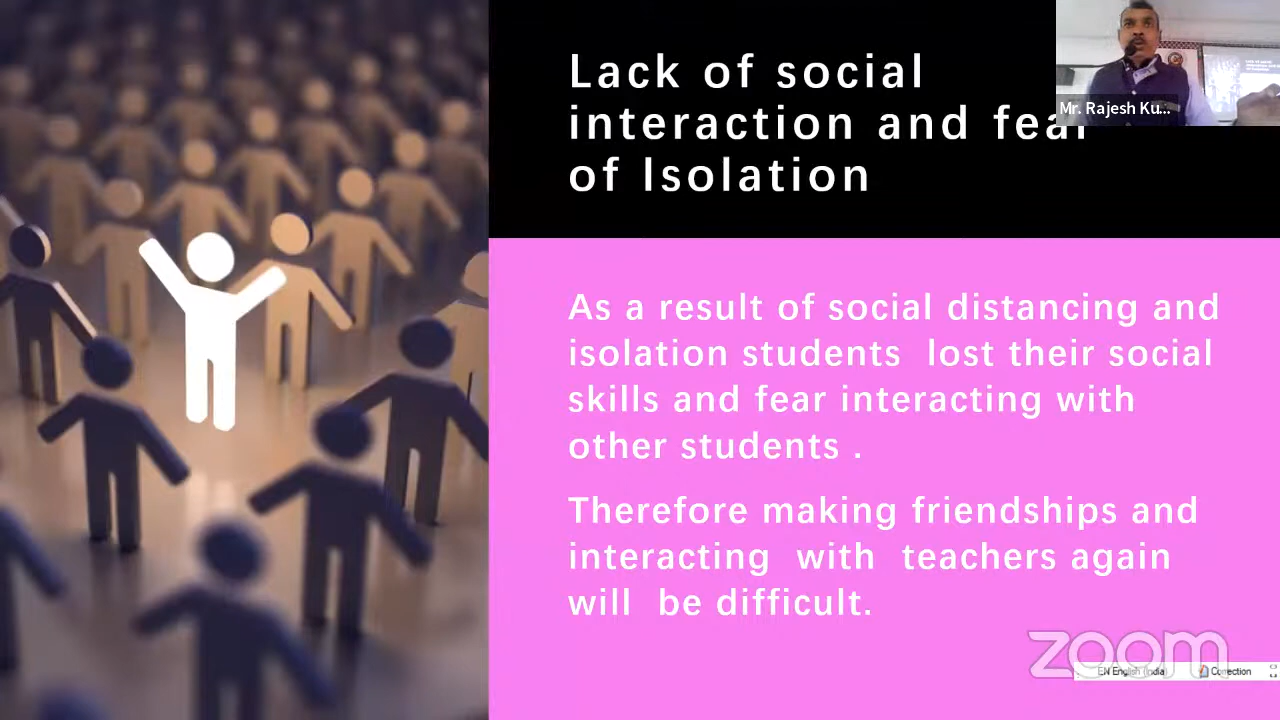 Lack of social
interaction and fear
of Isolation
Mr. Rajesh Ku...
As a result of social distancing and
isolation students lost their social
skills and fear interacting with
other students .
Therefore making friendships and
interacting with teachers again
will be difficult.
zoom
EN English (India) Correction